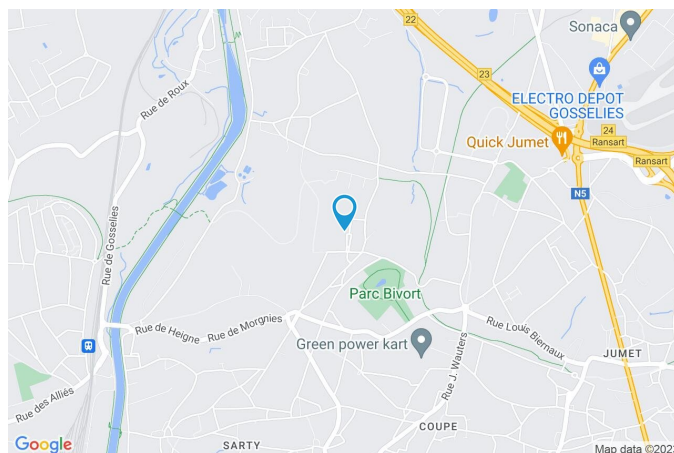 22
Sonaca
Rue de Roux
23
ELECTRO DEPOT
GOSSELIES
24
Ransart
Quick Jumet
Ransart
N5
Rue de Gosselies
Parc Bivort
Rue de Heigne
Rue de Morgnies
Rue Louis Biernaux
Green power kart
JUMET
Rue J. Wauters
Rue des Alliés
COUPE
SARTY
Google
Map data ©202